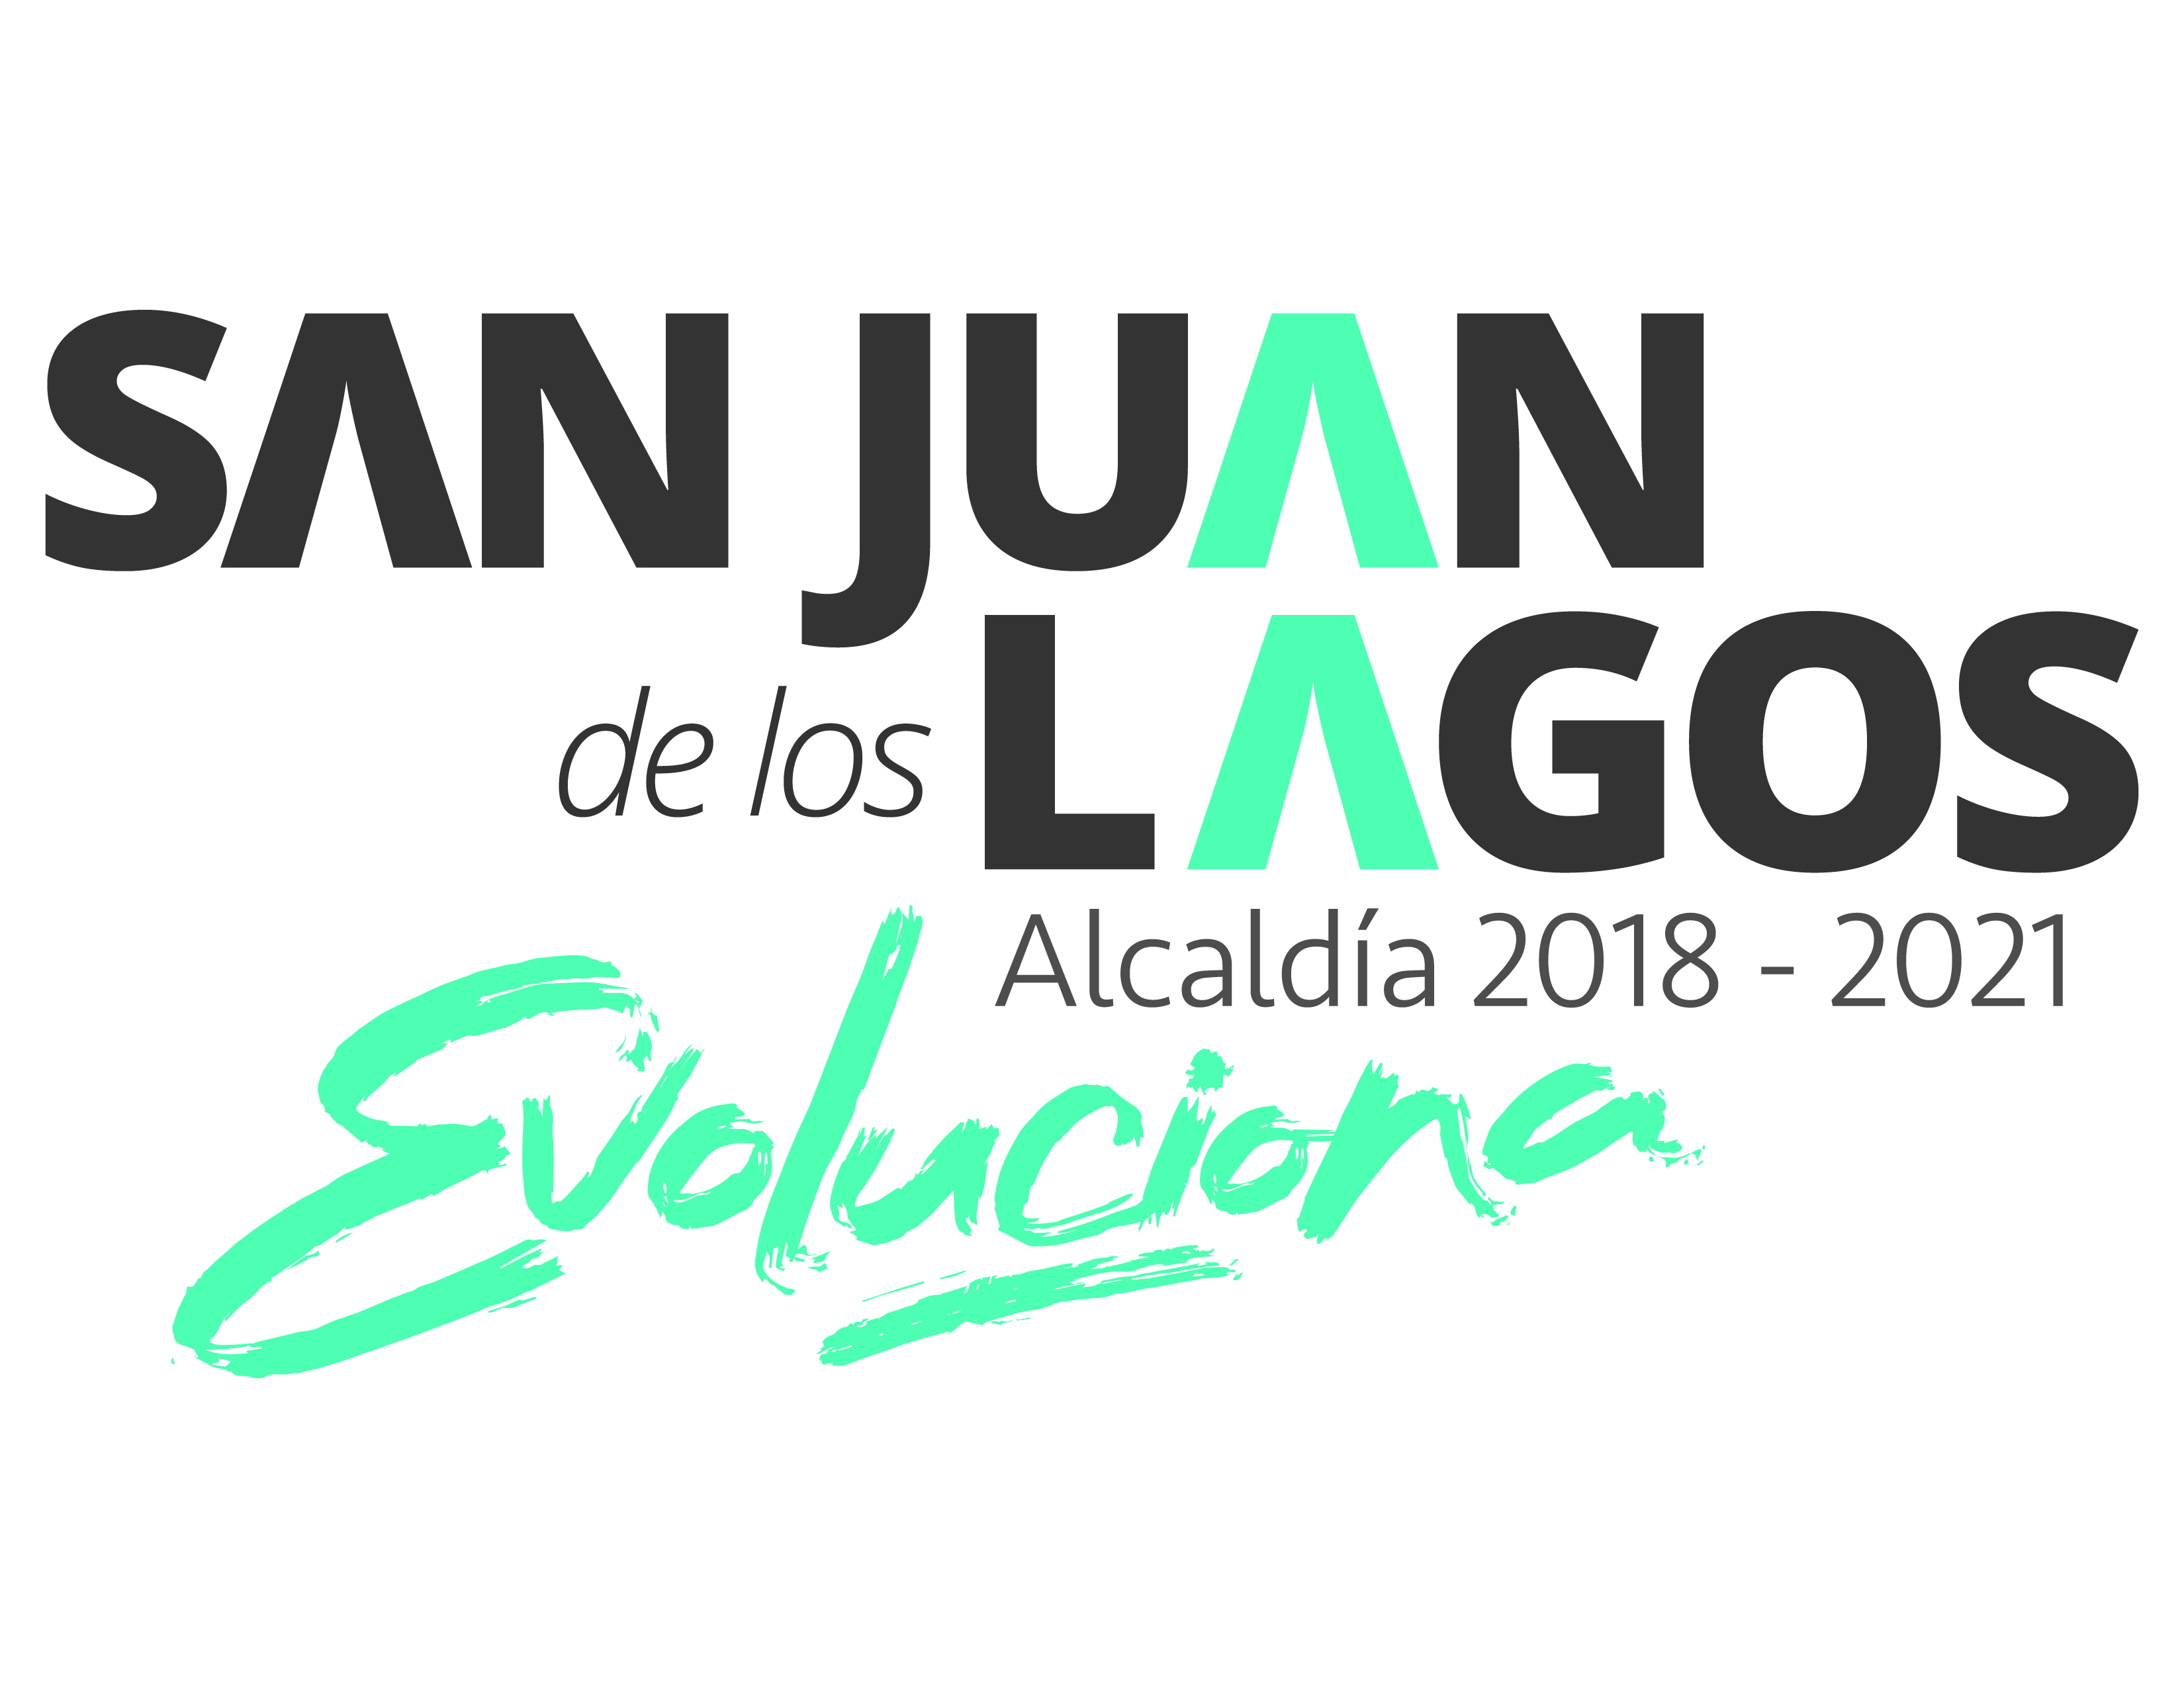 SAN JUAN
de los LAGOS
Alcaldía 2018 - 2021
Evoluciona